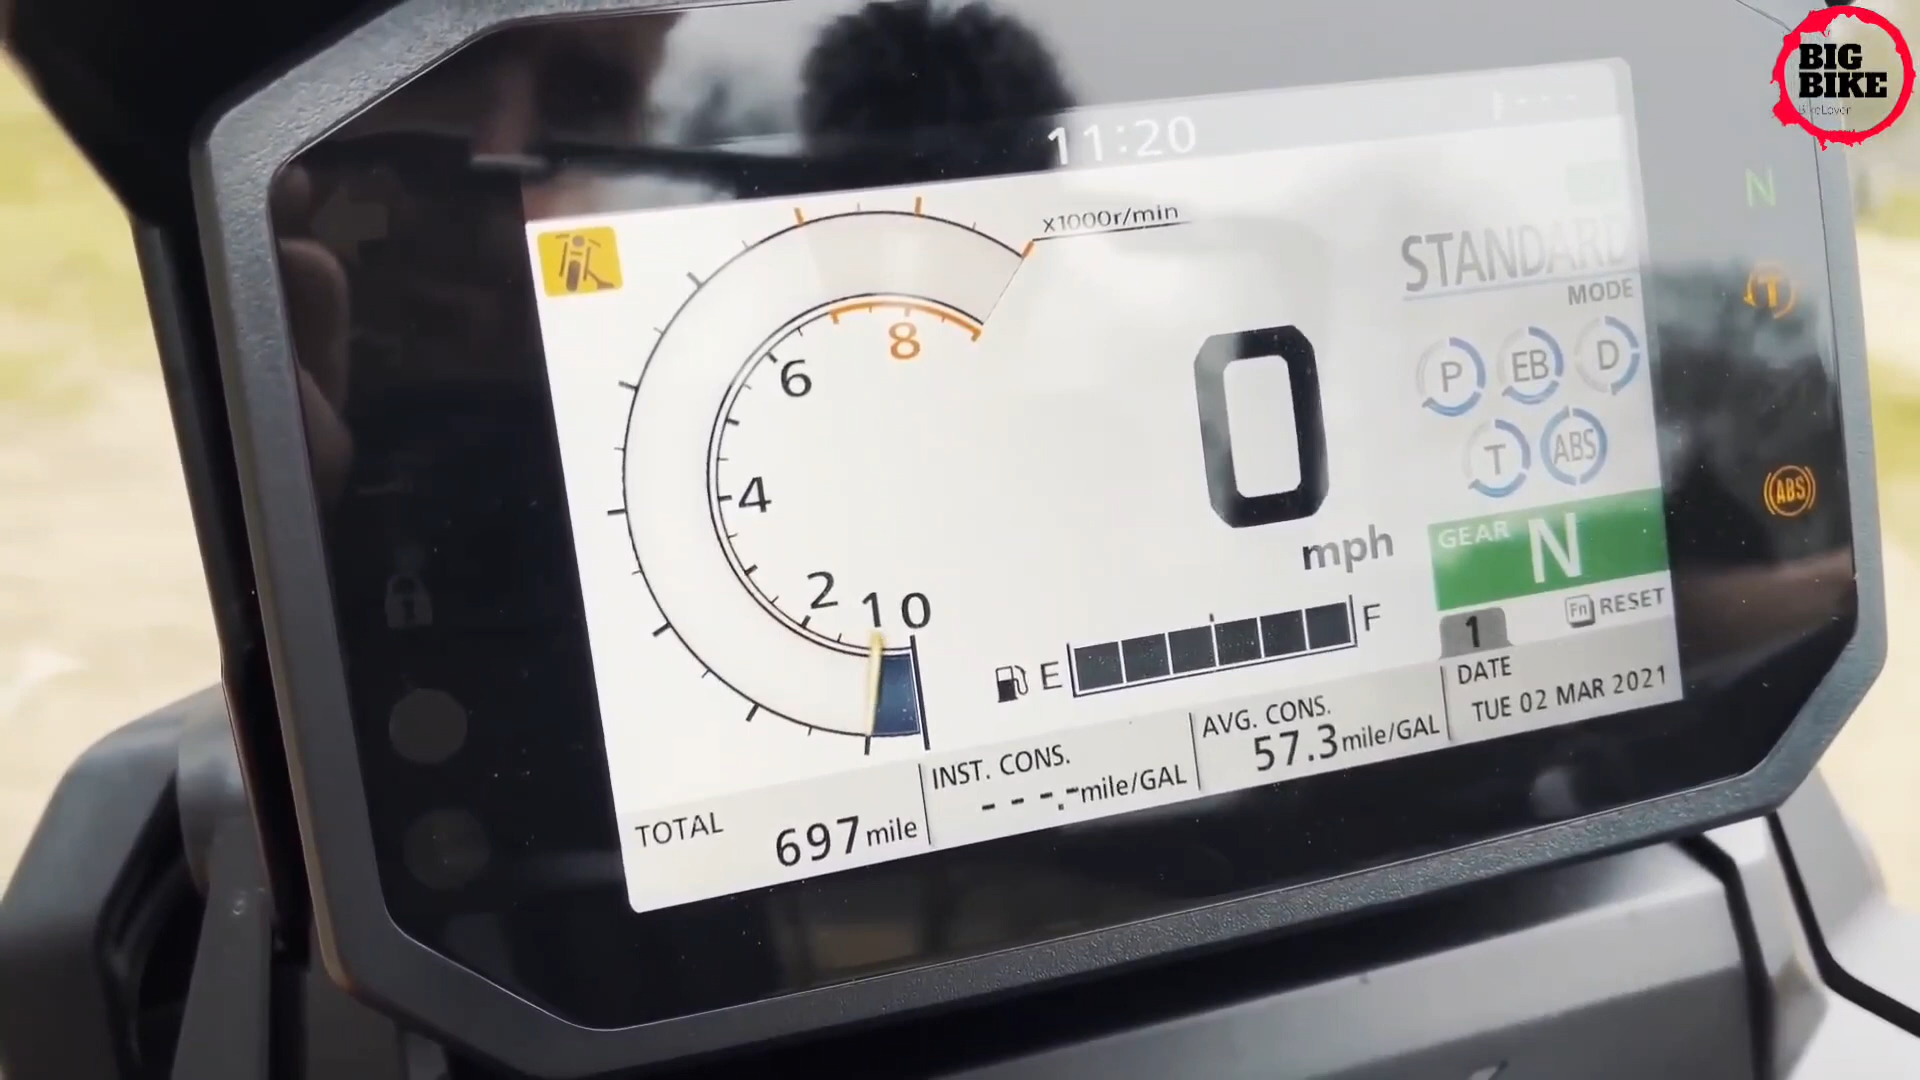 BIG
BIKE
BikeLover
11:20
x1000r/min
8
6
4
2
1 0
0
mph
STANDARD
MODE
P EB D
T ABS
GEAR N
Fn RESET
E F
1
DATE
TUE 02 MAR 2021
AVG. CONS.
57.3 mile/GAL
INST. CONS.
- - -.- mile/GAL
TOTAL
697 mile
N
T
ABS